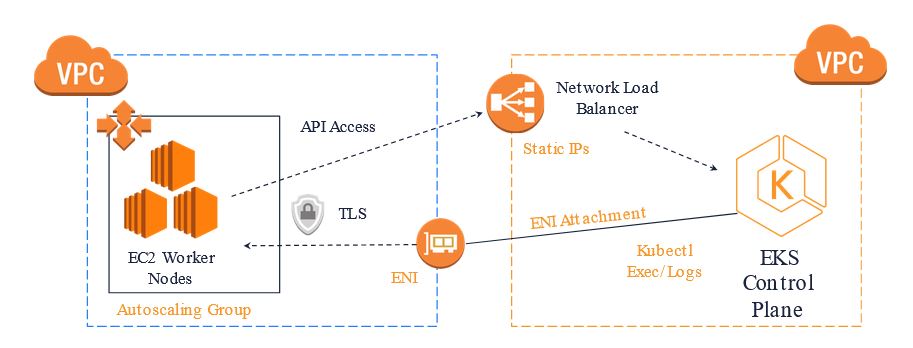 VPC
VPC
Network Load
Balancer
API Access
Static IPs
TLS
ENI Attachment
K
EC2 Worker
Nodes
ENI
Kubectl
Exec/Logs
EKS
Control
Plane
Autoscaling Group